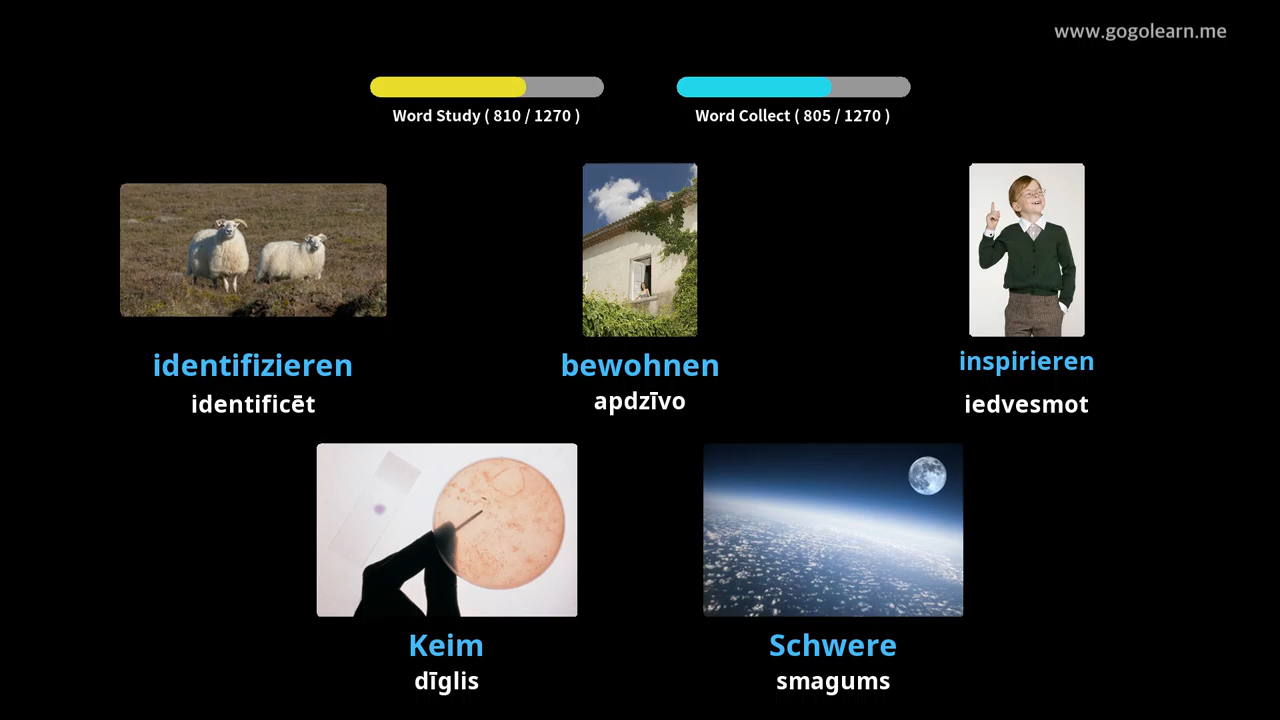 www.gogolearn.me
Word Study ( 810 / 1270 )
Word Collect ( 805 / 1270 )
identifizieren
identificēt
bewohnen
apdzīvo
inspirieren
iedvesmot
Keim
dīglis
Schwere
smagums